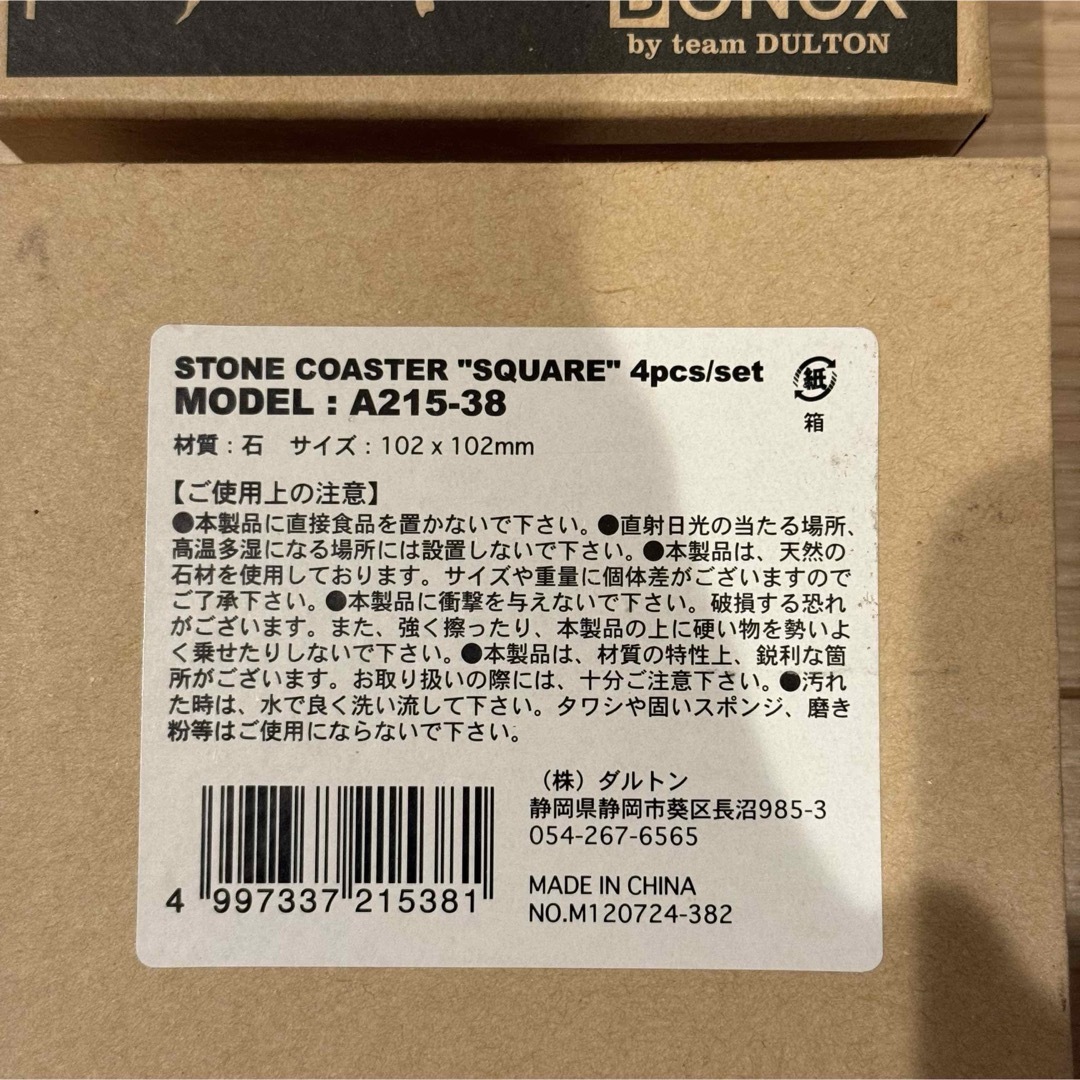 BONOX
by team DULTON
STONE COASTER "SQUARE" 4pcs/set
MODEL : A215-38
紙
箱
材質：石　サイズ：102 x 102mm
【ご使用上の注意】
●本製品に直接食品を置かないで下さい。●直射日光の当たる場所、
高温多湿になる場所には設置しないで下さい。●本製品は、天然の
石材を使用しております。サイズや重量に個体差がございますので
ご了承下さい。●本製品に衝撃を与えないで下さい。破損する恐れ
がございます。また、強く擦ったり、本製品の上に硬い物を勢いよ
く乗せたりしないで下さい。●本製品は、材質の特性上、鋭利な箇
所がございます。お取り扱いの際には、十分ご注意下さい。●汚れ
た時は、水で良く洗い流して下さい。タワシや固いスポンジ、磨き
粉等はご使用にならないで下さい。
（株）ダルトン
静岡県静岡市葵区長沼985-3
054-267-6565
MADE IN CHINA
NO.M120724-382
4 997337 215381